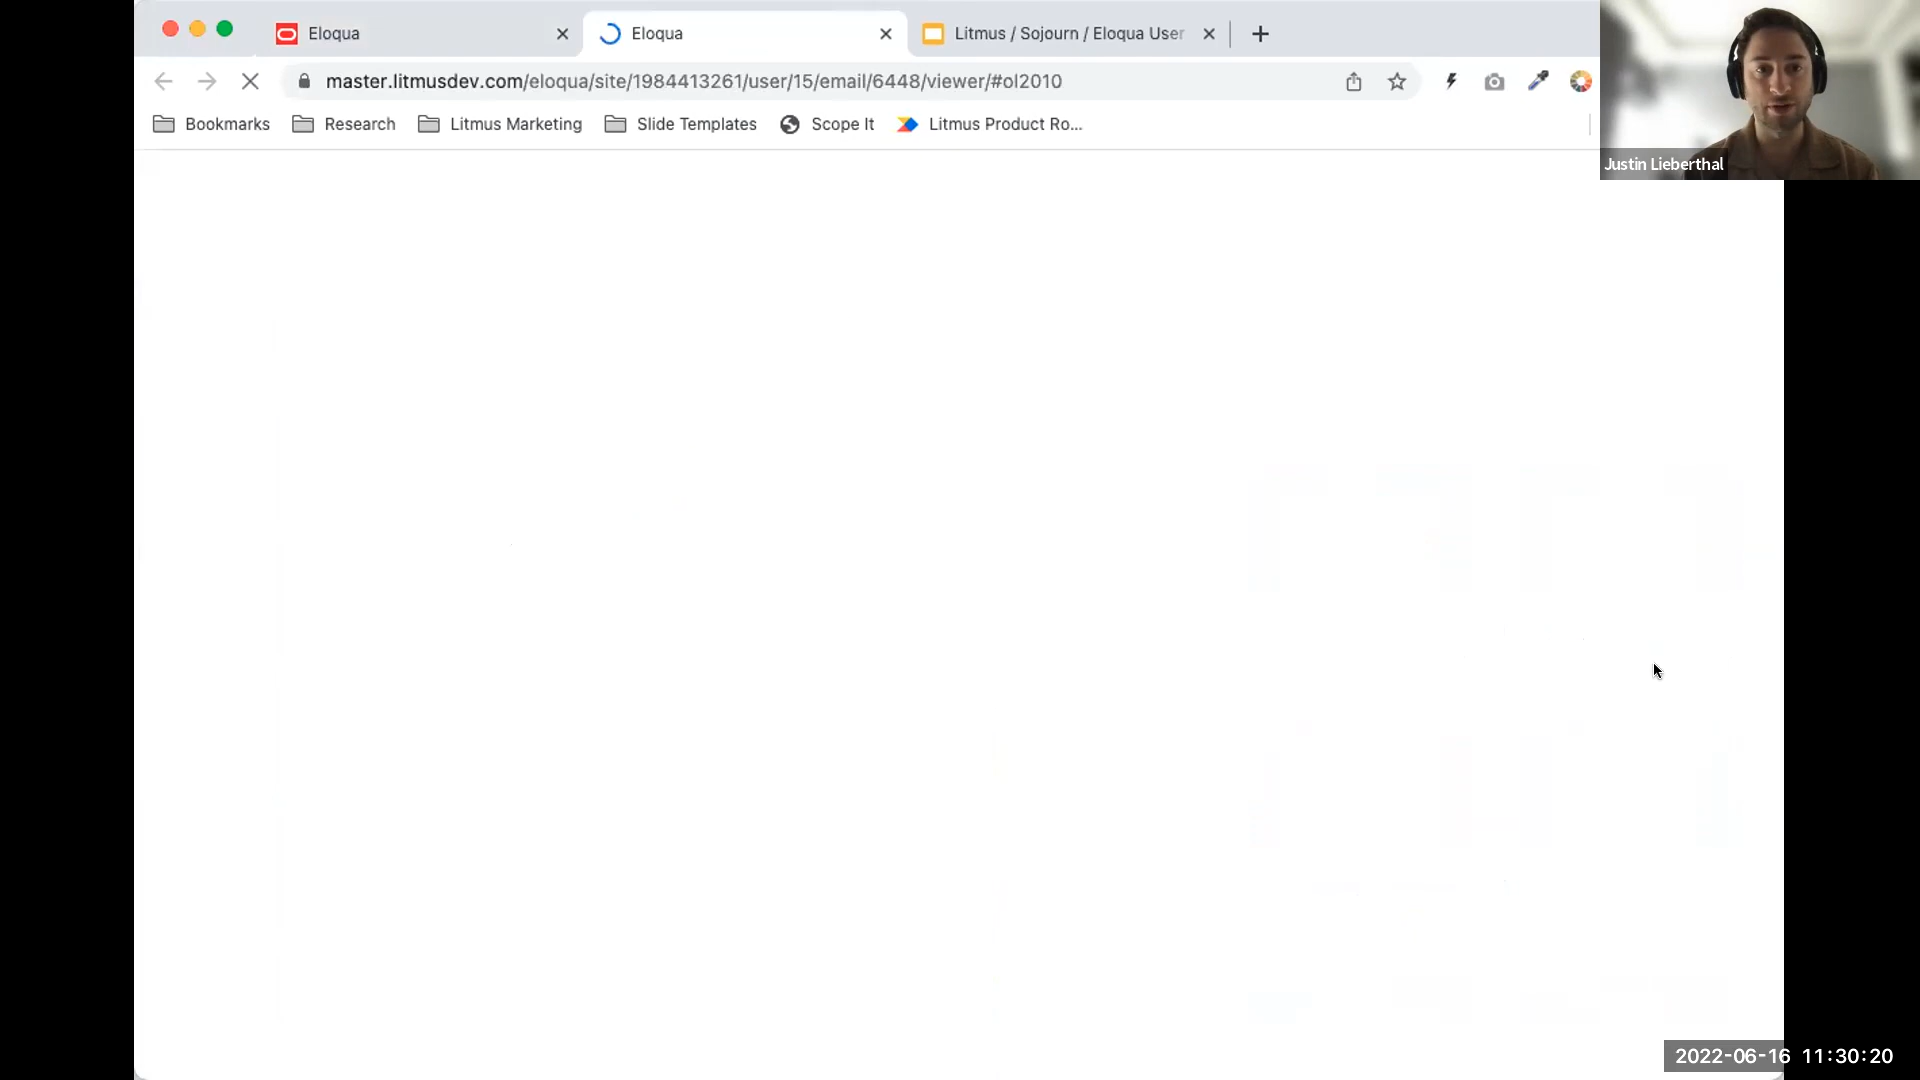 Eloqua
Eloqua
Litmus / Sojourn / Eloqua User
master.litmusdev.com/eloqua/site/1984413261/user/15/email/6448/viewer/#ol2010
Bookmarks
Research
Litmus Marketing
Slide Templates
Scope It
Litmus Product Ro...
Justin Lieberthal
2022-06-16 11:30:20